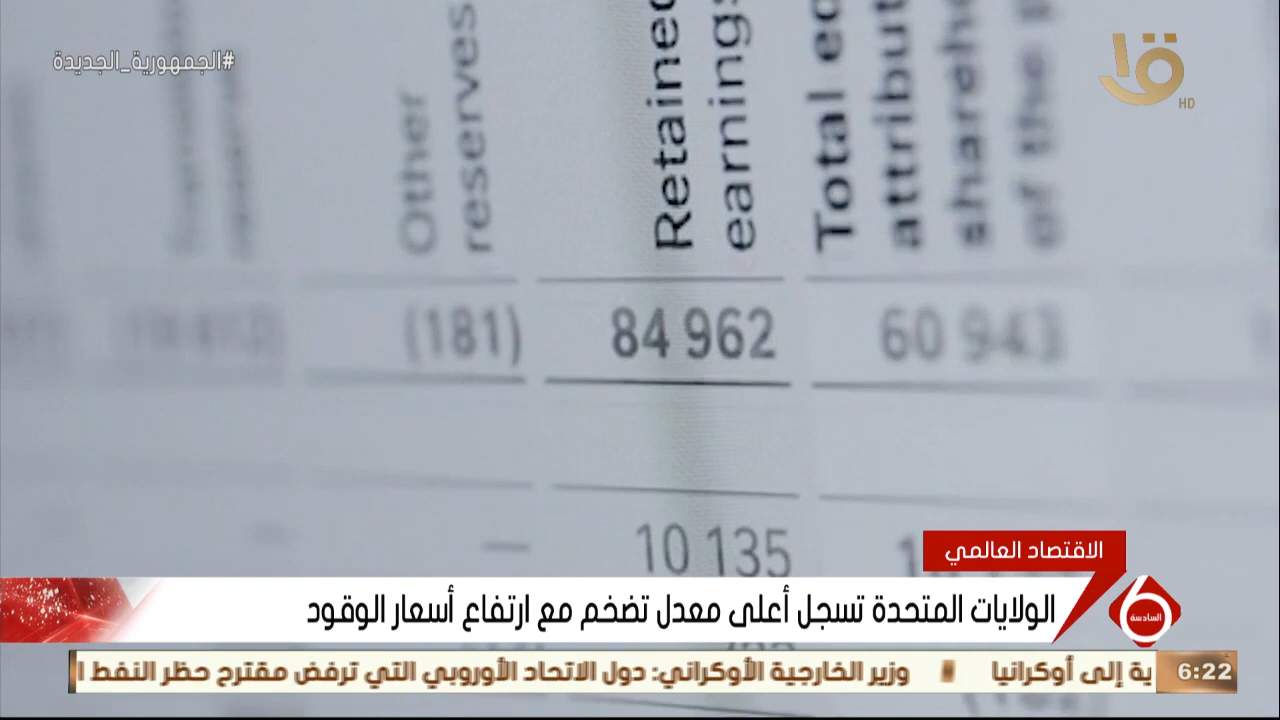 #الجمهورية_الجديدة
HD
Other
reserves
Retained
earnings
Total
(181)
84 962
60 943
10 135
الاقتصاد العالمي
الولايات المتحدة تسجل أعلى معدل تضخم مع ارتفاع أسعار الوقود
السادسة
6:22
ية إلى أوكرانيا
وزير الخارجية الأوكراني: دول الاتحاد الأوروبي التي ترفض مقترح حظر النفط ا